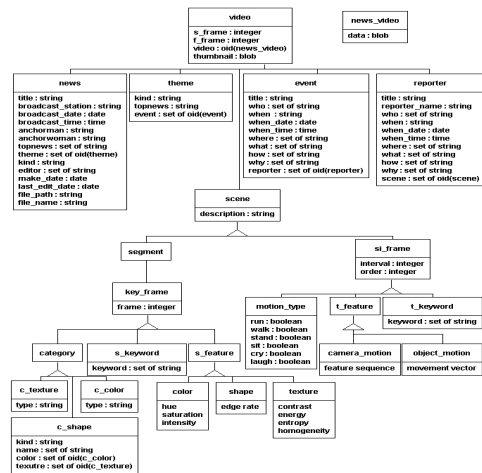 video
s_frame : integer
f_frame : integer
video : oid(news_video)
thumbnail : blob
news_video
data : blob
news
title : string
broadcast_station : string
broadcast_date : date
broadcast_time : time
anchorman : string
anchorwoman : string
topnews : set of string
theme : set of oid(theme)
kind : string
editor : set of string
make_date : date
last_edit_date : date
file_path : string
file_name : string
theme
kind : string
topnews : string
event : set of oid(event)
event
title : string
who : set of string
when : string
when_date : date
when_time : time
where : set of string
what : set of string
how : set of string
why : set of string
reporter : set of oid(reporter)
reporter
title : string
reporter_name : string
who : set of string
when : string
when_date : date
when_time : time
where : set of string
what : set of string
how : set of string
why : set of string
scene : set of oid(scene)
scene
description : string
segment
si_frame
interval : integer
order : integer
key_frame
frame : integer
motion_type
run : boolean
walk : boolean
stand : boolean
sit : boolean
cry : boolean
laugh : boolean
t_feature
t_keyword
keyword : set of string
category
s_keyword
keyword : set of string
s_feature
camera_motion
feature sequence
object_motion
movement vector
c_texture
type : string
c_color
type : string
color
hue
saturation
intensity
shape
edge rate
texture
contrast
energy
entropy
homogeneity
c_shape
kind : string
name : set of string
color : set of oid(c_color)
texutre : set of oid(c_texture)